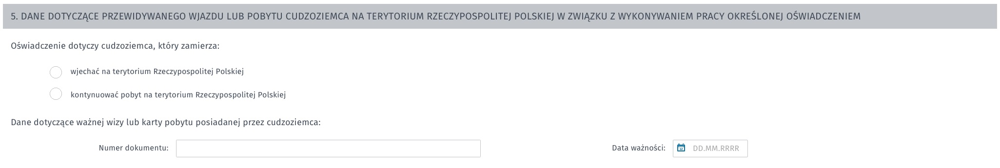 5. DANE DOTYCZĄCE PRZEWIDYWANEGO WJAZDU LUB POBYTU CUDZOZIEMCA NA TERYTORIUM RZECZYPOSPOLITEJ POLSKIEJ W ZWIĄZKU Z WYKONYWANIEM PRACY OKREŚLONEJ OŚWIADCZENIEM
Oświadczenie dotyczy cudzoziemca, który zamierza:
wjechać na terytorium Rzeczypospolitej Polskiej
kontynuować pobyt na terytorium Rzeczypospolitej Polskiej
Dane dotyczące ważnej wizy lub karty pobytu posiadanej przez cudzoziemca:
Numer dokumentu: Data ważności: 12 DD.MM.RRRR